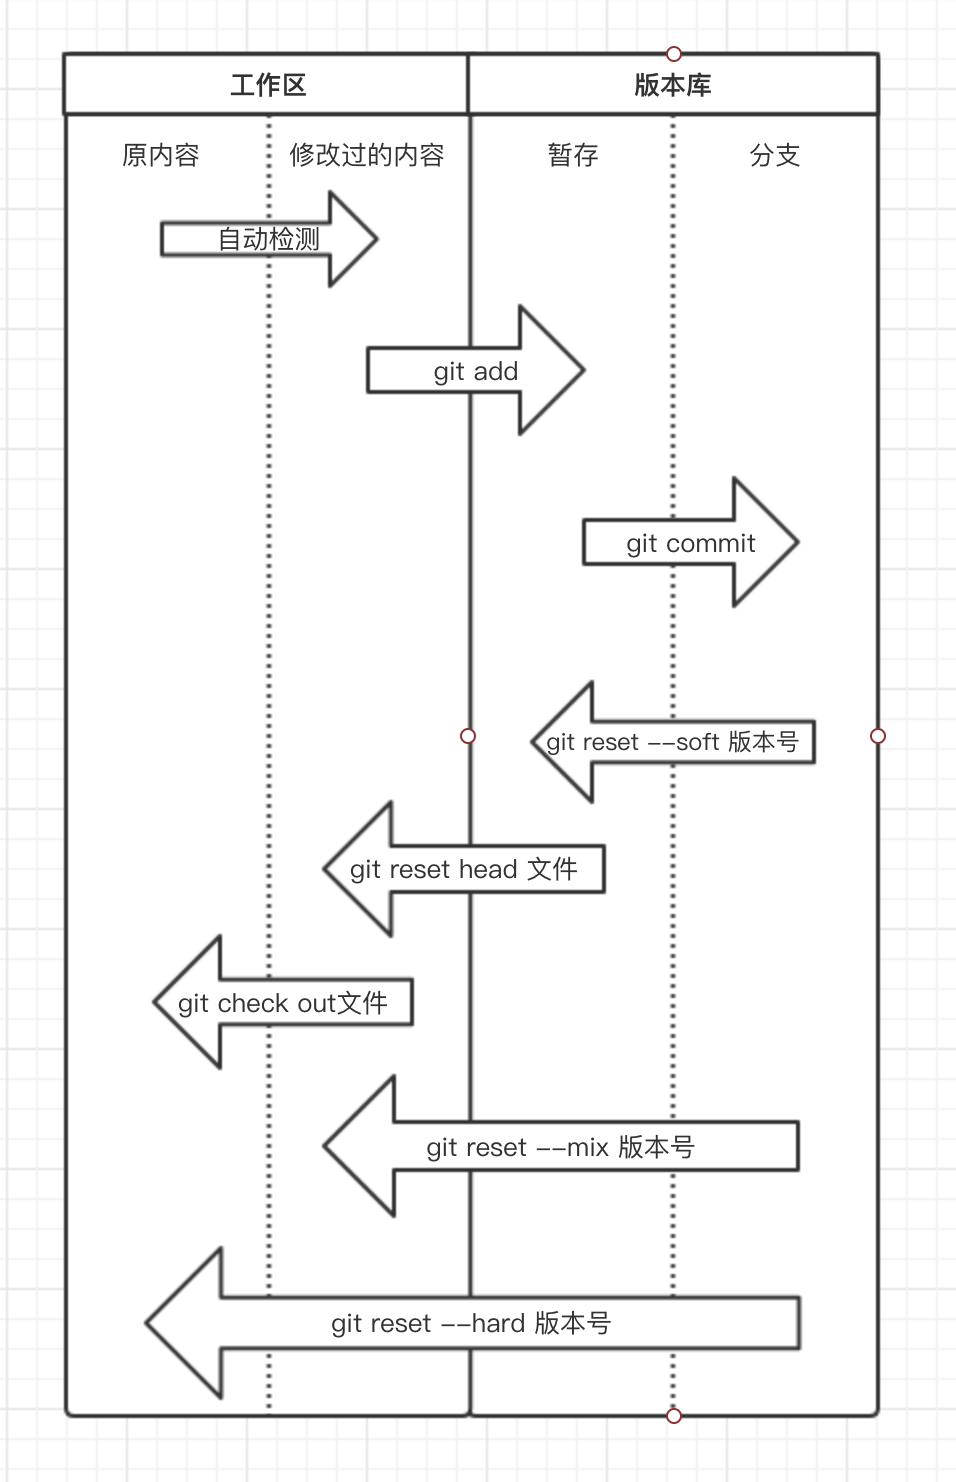 工作区
版本库
原内容
修改过的内容
暂存
分支
自动检测
git add
git commit
git reset --soft 版本号
git reset head 文件
git check out文件
git reset --mix 版本号
git reset --hard 版本号